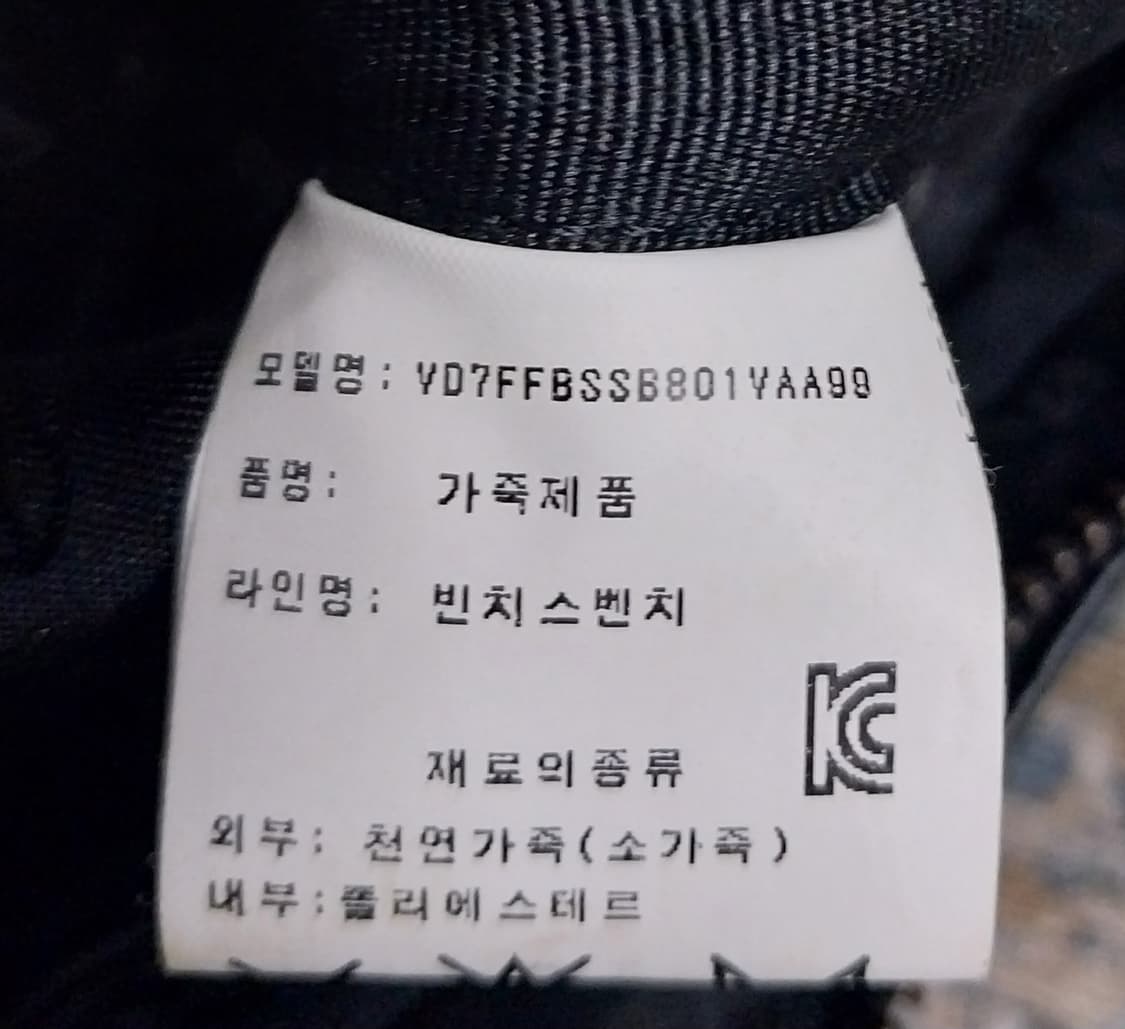 모델명: VD7FFBSSB801VAA99
품명: 가죽제품
라인명: 빈치스벤치
KC
재료의종류
외부: 천연가죽(소가죽)
내부:폴리에스테르